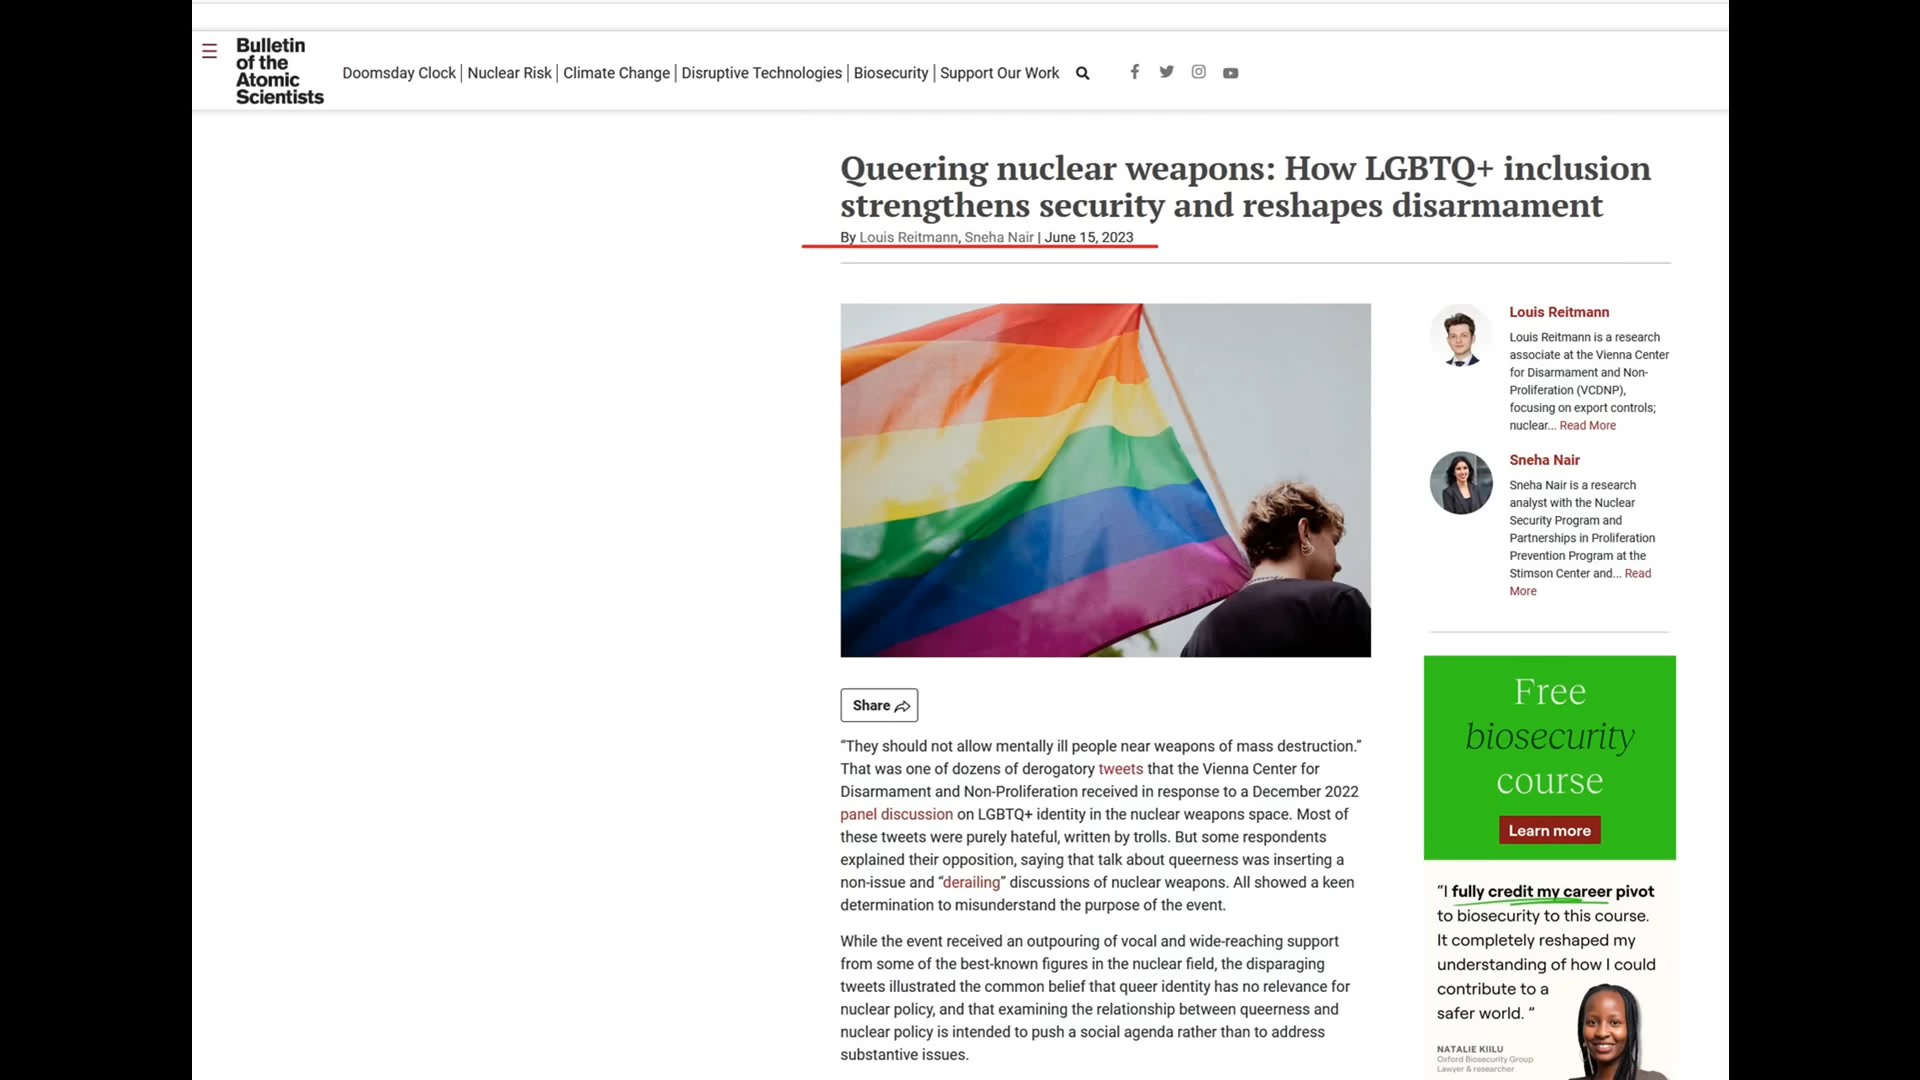 Bulletin
of the
Atomic
Scientists
Doomsday Clock | Nuclear Risk | Climate Change | Disruptive Technologies | Biosecurity | Support Our Work
Queering nuclear weapons: How LGBTQ+ inclusion
strengthens security and reshapes disarmament
By Louis Reitmann, Sneha Nair | June 15, 2023
Louis Reitmann
Louis Reitmann is a research
associate at the Vienna Center
for Disarmament and Non-
Proliferation (VCDNP),
focusing on export controls;
nuclear... Read More
Sneha Nair
Sneha Nair is a research
analyst with the Nuclear
Security Program and
Partnerships in Proliferation
Prevention Program at the
Stimson Center and... Read
More
Share
“They should not allow mentally ill people near weapons of mass destruction.”
That was one of dozens of derogatory tweets that the Vienna Center for
Disarmament and Non-Proliferation received in response to a December 2022
panel discussion on LGBTQ+ identity in the nuclear weapons space. Most of
these tweets were purely hateful, written by trolls. But some respondents
explained their opposition, saying that talk about queerness was inserting a
non-issue and “derailing” discussions of nuclear weapons. All showed a keen
determination to misunderstand the purpose of the event.
While the event received an outpouring of vocal and wide-reaching support
from some of the best-known figures in the nuclear field, the disparaging
tweets illustrated the common belief that queer identity has no relevance for
nuclear policy, and that examining the relationship between queerness and
nuclear policy is intended to push a social agenda rather than to address
substantive issues.
Free
biosecurity
course
Learn more
“I fully credit my career pivot
to biosecurity to this course.
It completely reshaped my
understanding of how I could
contribute to a
safer world. ”
NATALIE KIILU
Oxford Biosecurity Group
Lawyer & researcher